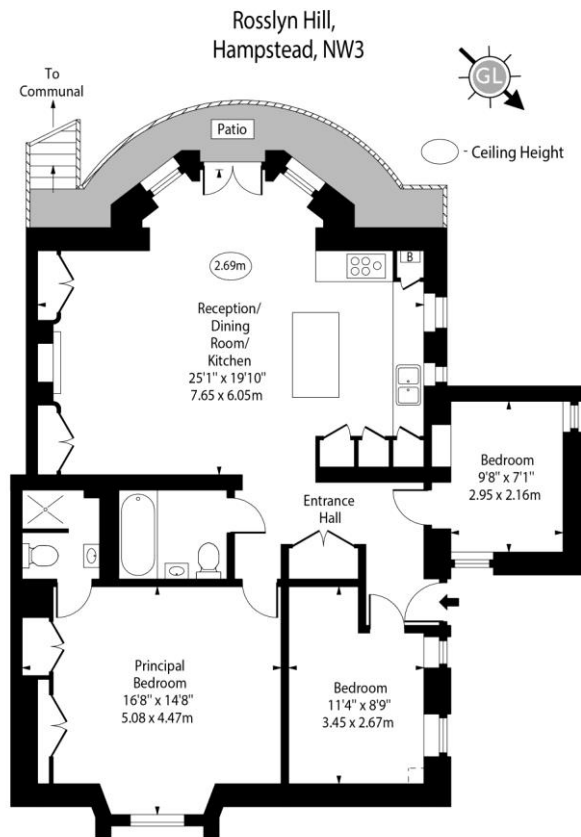 Rosslyn Hill,
Hampstead, NW3
GL
To
Communal
Patio
- Ceiling Height
2.69m
B
Reception/
Dining
Room/
Kitchen
25'1" x 19'10"
7.65 x 6.05m
Bedroom
9'8" x 7'1"
2.95 x 2.16m
Entrance
Hall
Principal
Bedroom
16'8" x 14'8"
5.08 x 4.47m
Bedroom
11'4" x 8'9"
3.45 x 2.67m